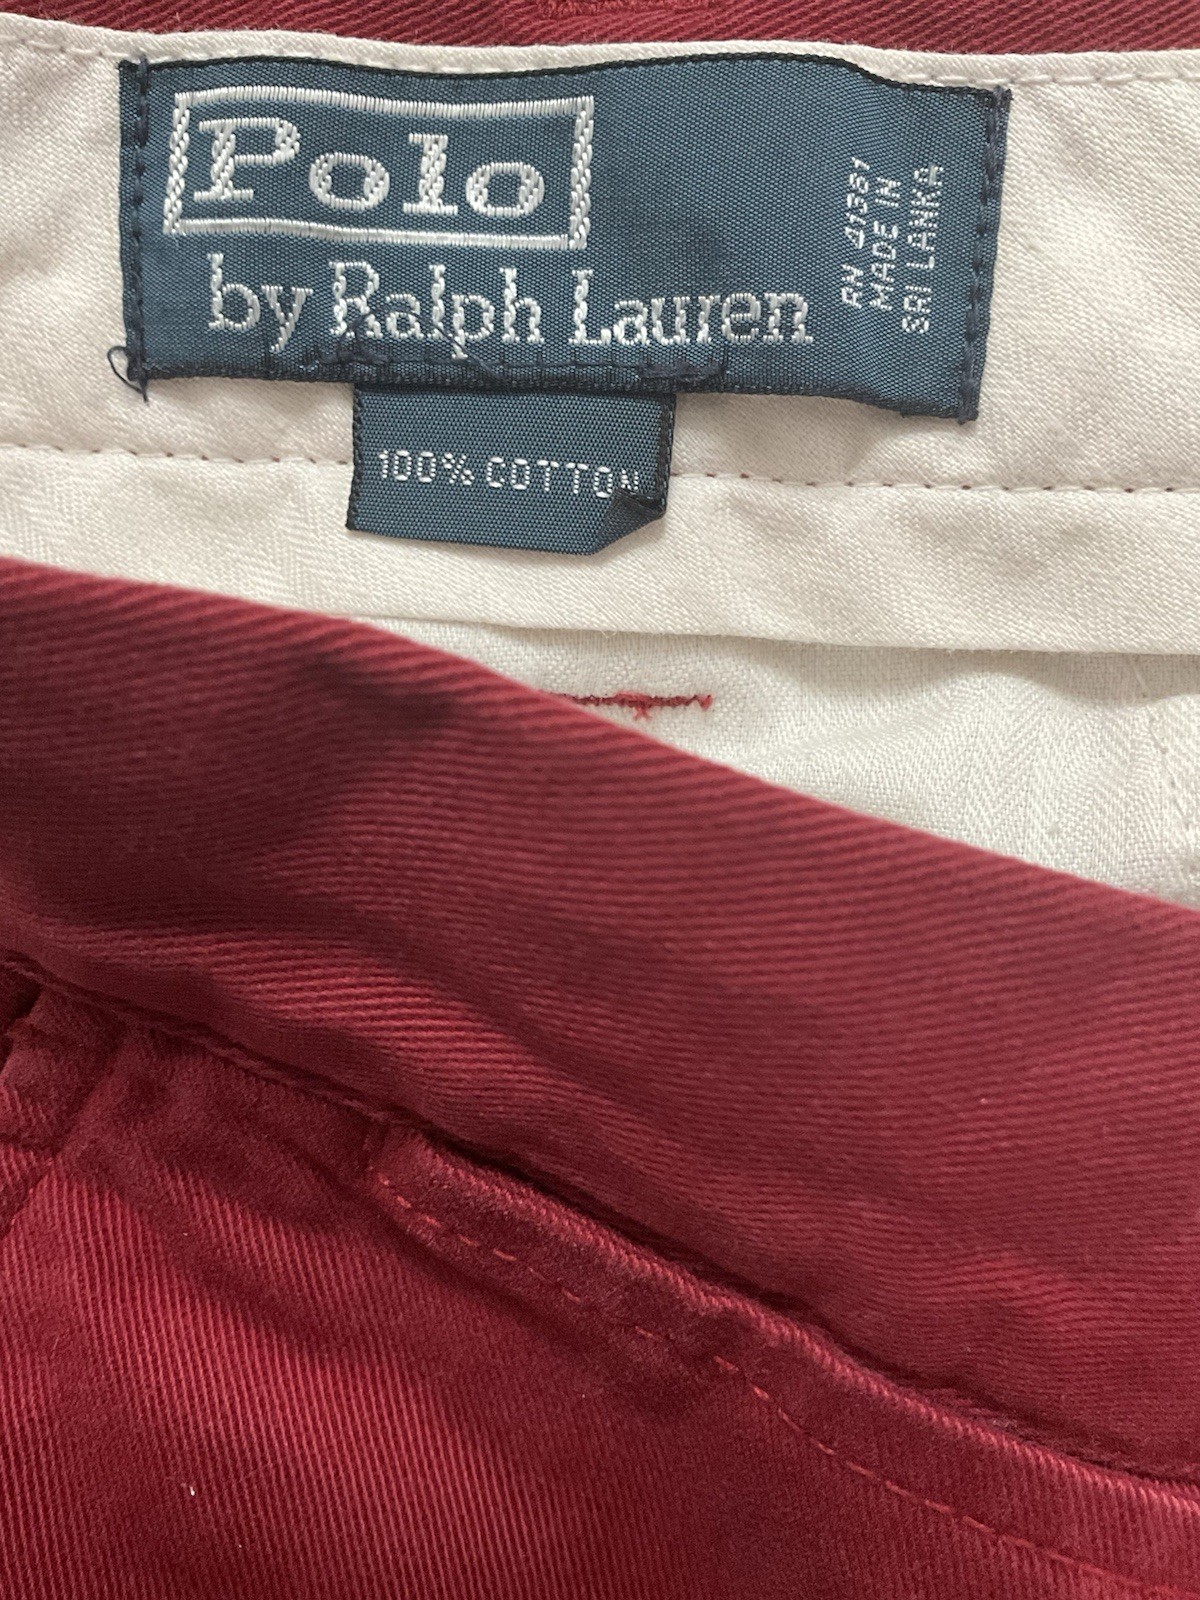 Polo
by Ralph Lauren
RN 41381
MADE IN
SRI LANKA
100% COTTON